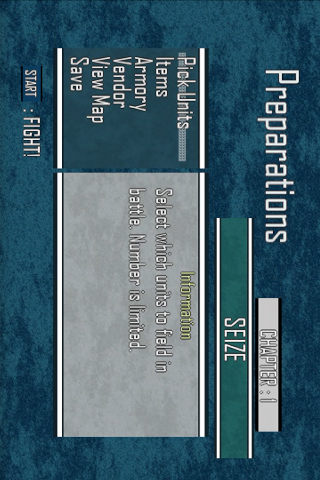 Preparations
CHAPTER : 1
SEIZE
Pick Units
Items
Armory
Vendor
View Map
Save
Information
Select which units to field in
battle. Number is limited.
START : FIGHT!